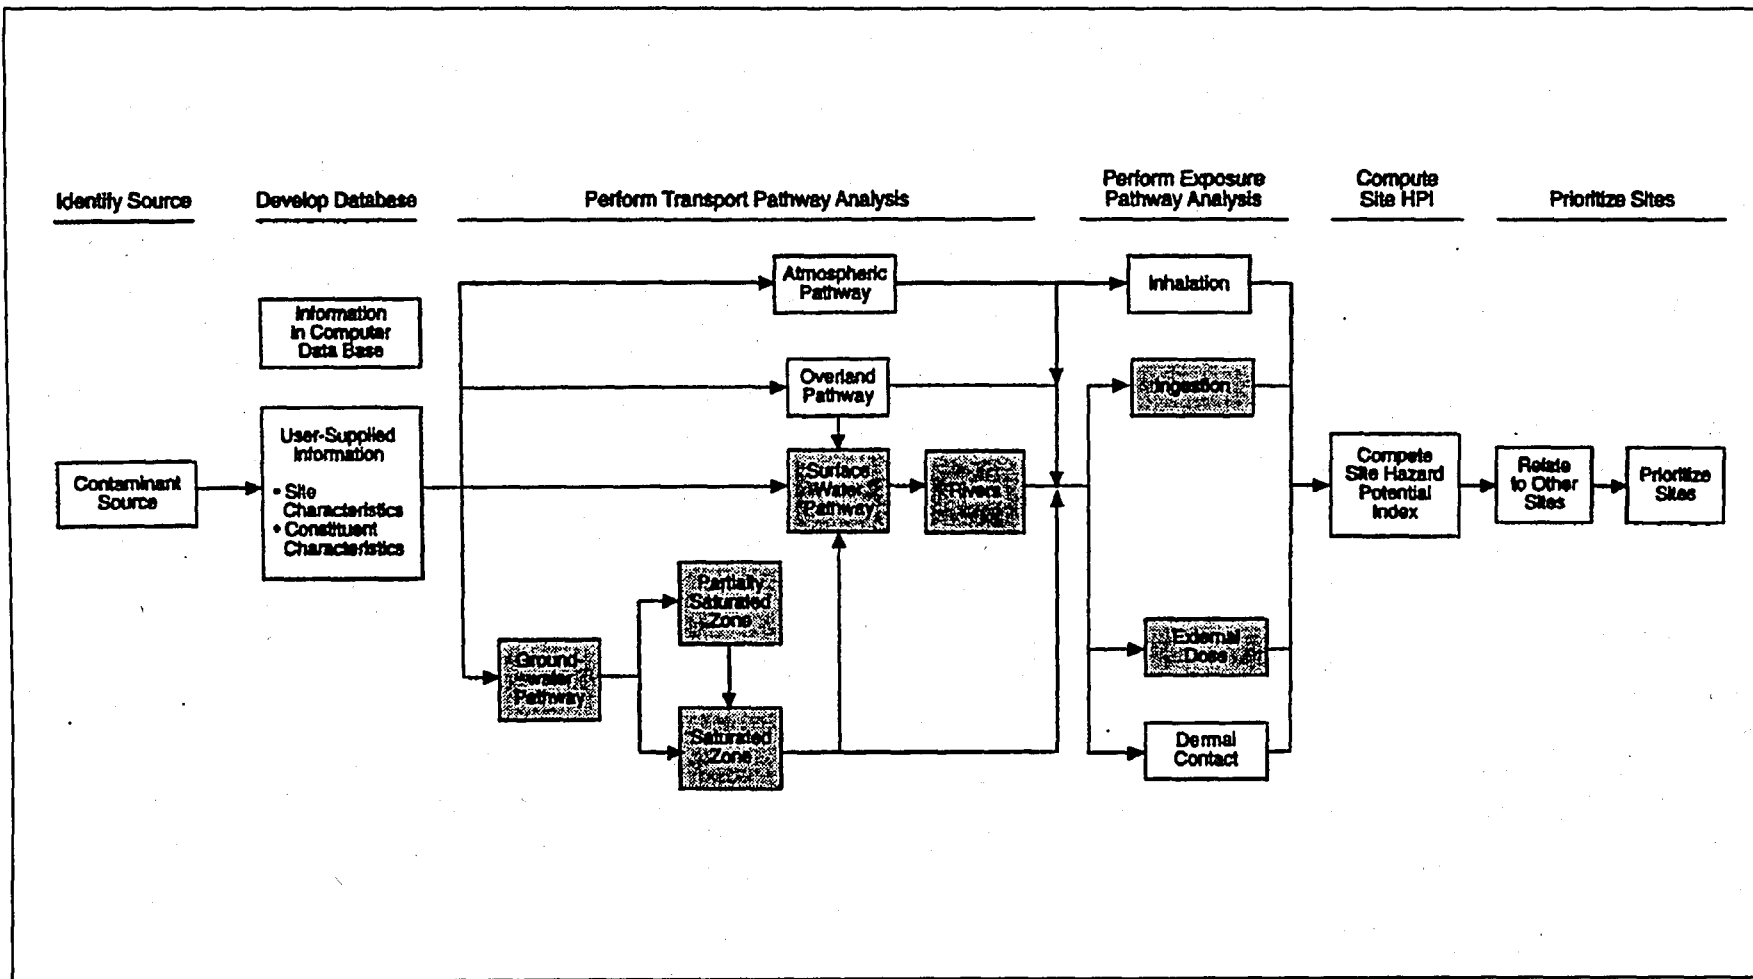 Identify Source
Develop Database
Perform Transport Pathway Analysis
Perform Exposure
Pathway Analysis
Compute
Site HPI
Prioritize Sites
Contaminant
Source
Information
in Computer
Data Base
User-Supplied
Information
• Site
Characteristics
• Constituent
Characteristics
Atmospheric
Pathway
Overland
Pathway
Surface
Water
Pathway
Rivers
Ground-
water
Pathway
Partially
Saturated
Zone
Saturated
Zone
Inhalation
Ingestion
External
Dose
Dermal
Contact
Compute
Site Hazard
Potential
Index
Relate
to Other
Sites
Prioritize
Sites